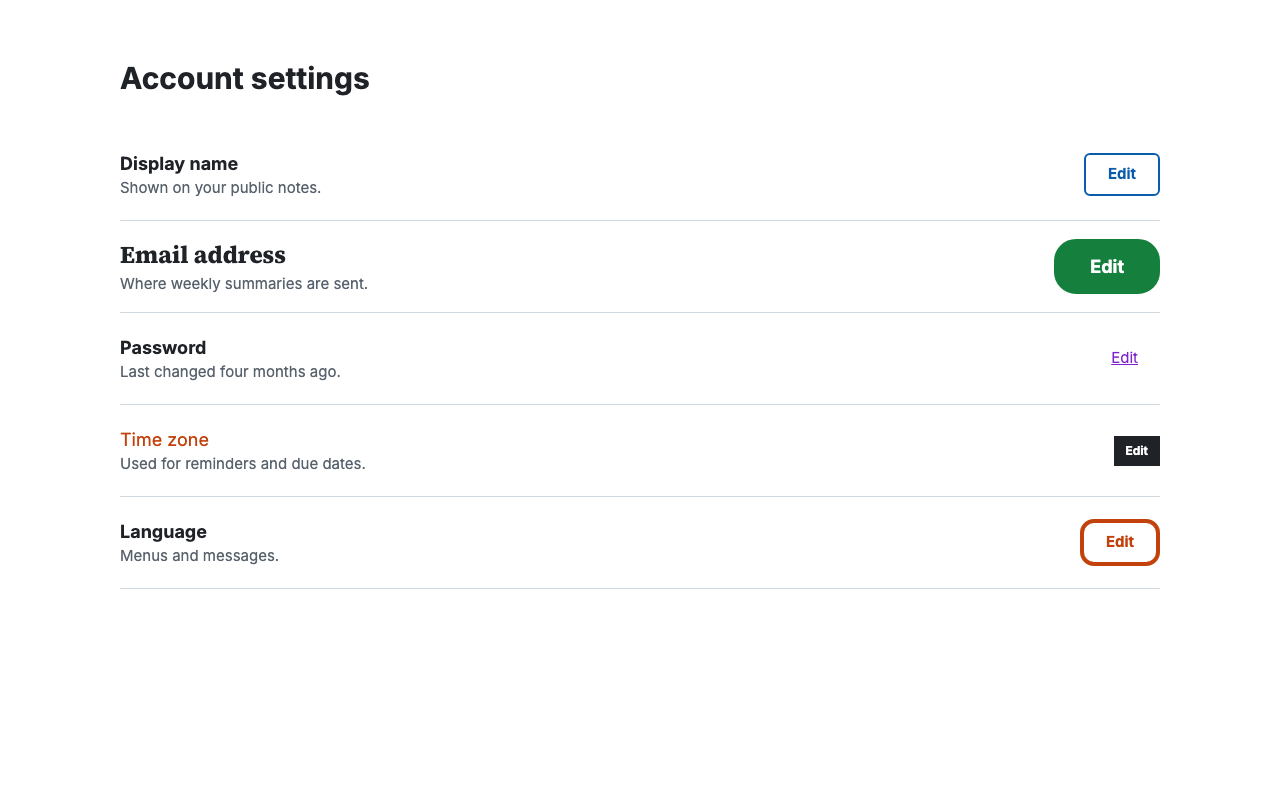 Account settings
Display name
Shown on your public notes.
Edit
Email address
Where weekly summaries are sent.
Edit
Password
Last changed four months ago.
Edit
Time zone
Used for reminders and due dates.
Edit
Language
Menus and messages.
Edit